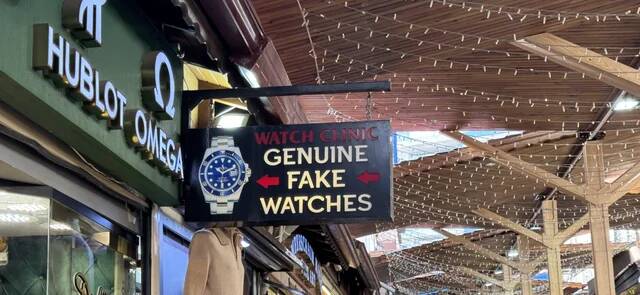 HUBLOT
Ω
OMEGA
WATCH CLINIC
GENUINE
FAKE
WATCHES